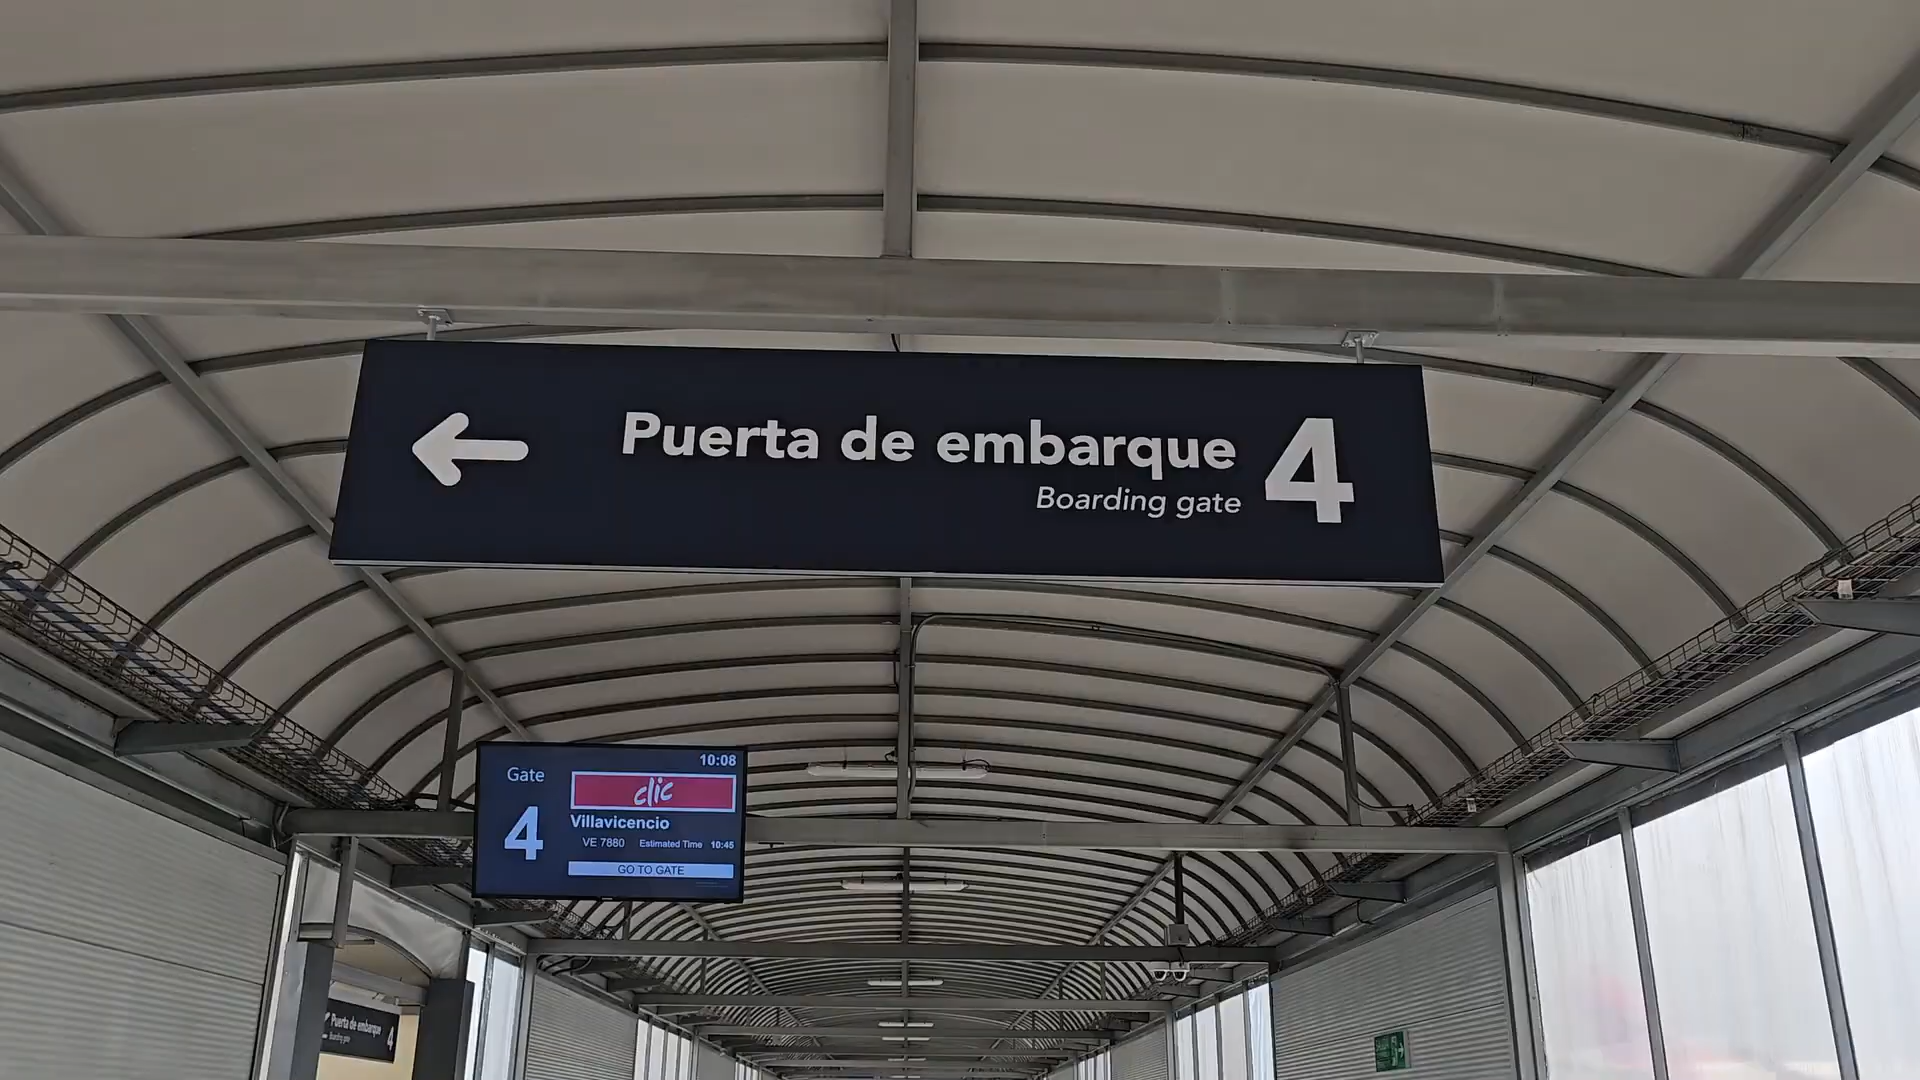 Puerta de embarque 4
Boarding gate
10:08
Gate
4
clic
Villavicencio
VE 7880 Estimated Time 10:45
GO TO GATE
Puerta de embarque 4
Boarding gate